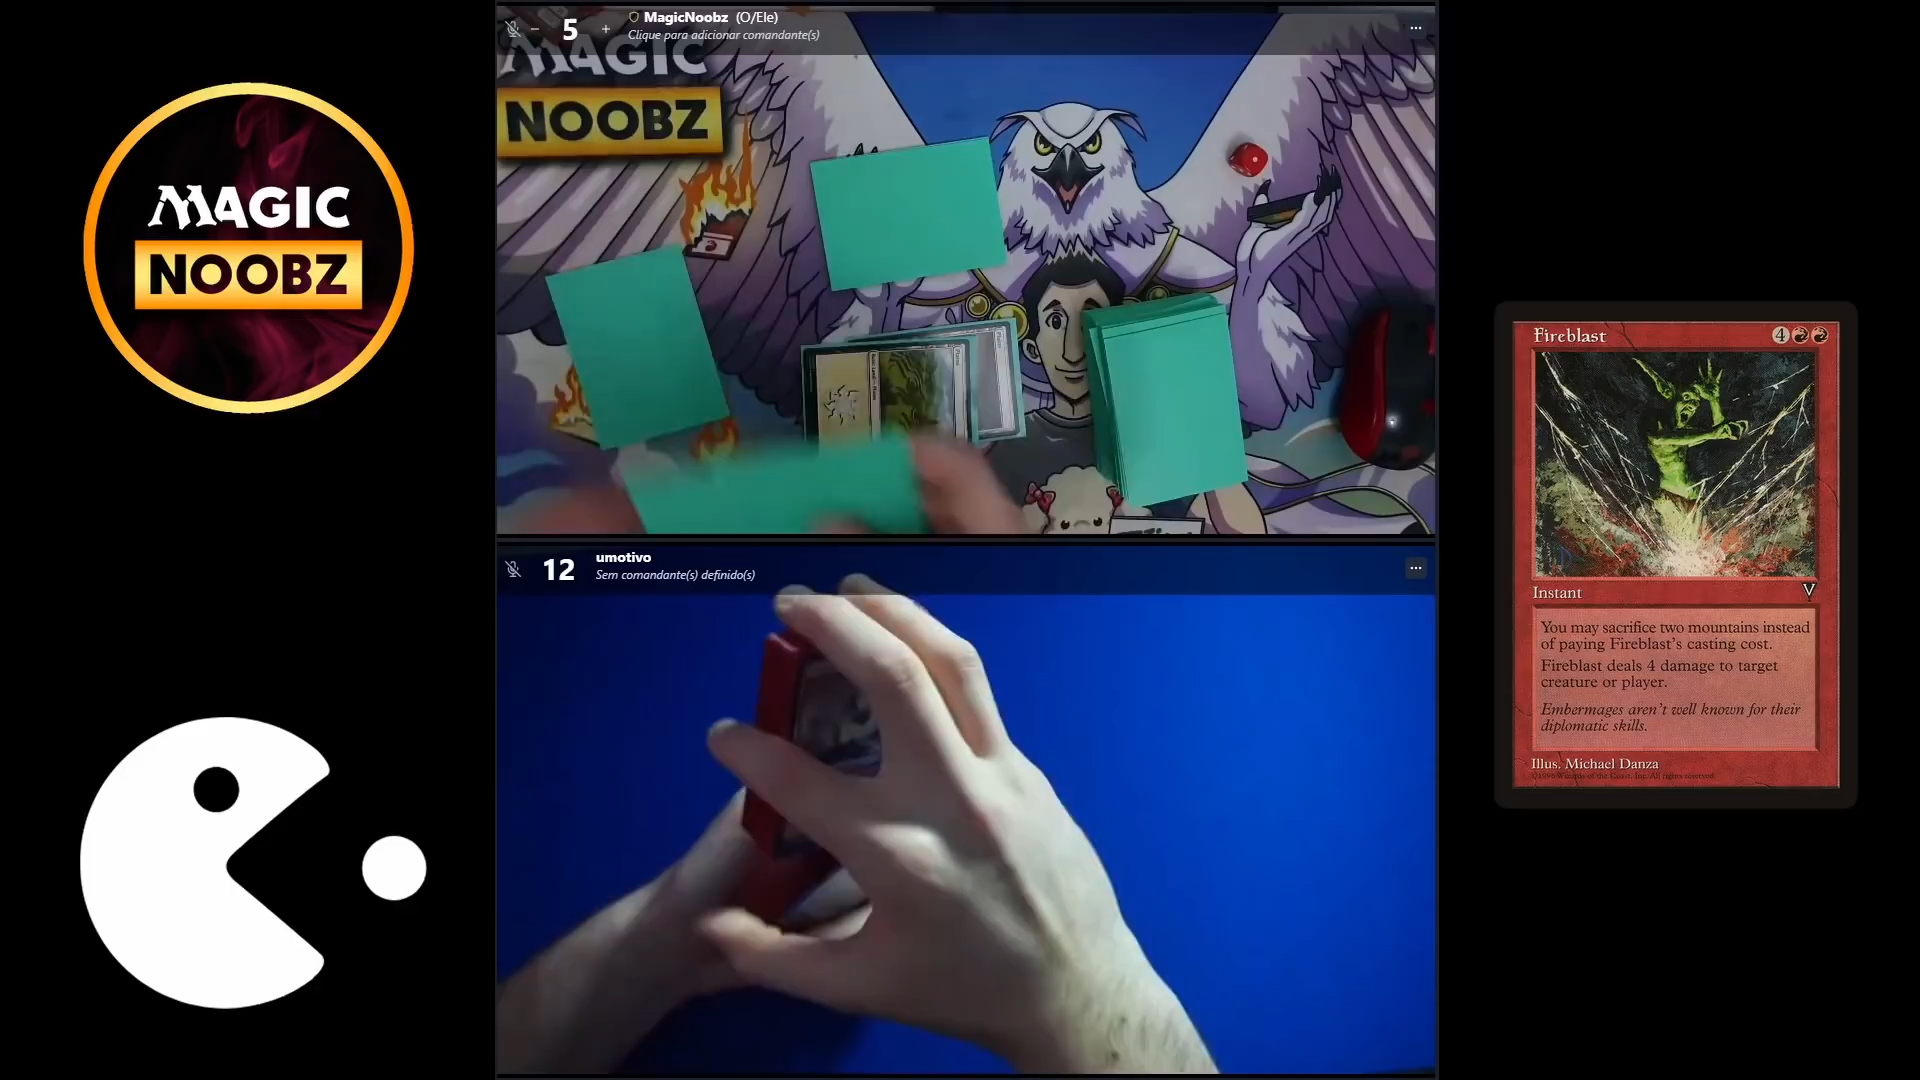 MAGIC
NOOBZ
5
MagicNoobz (O/Ele)
Clique para adicionar comandante(s)
MAGIC
NOOBZ
12
umotivo
Sem comandante(s) definido(s)
Fireblast
4
Instant
You may sacrifice two mountains instead
of paying Fireblast's casting cost.
Fireblast deals 4 damage to target
creature or player.
Embermages aren't well known for their
diplomatic skills.
Illus. Michael Danza